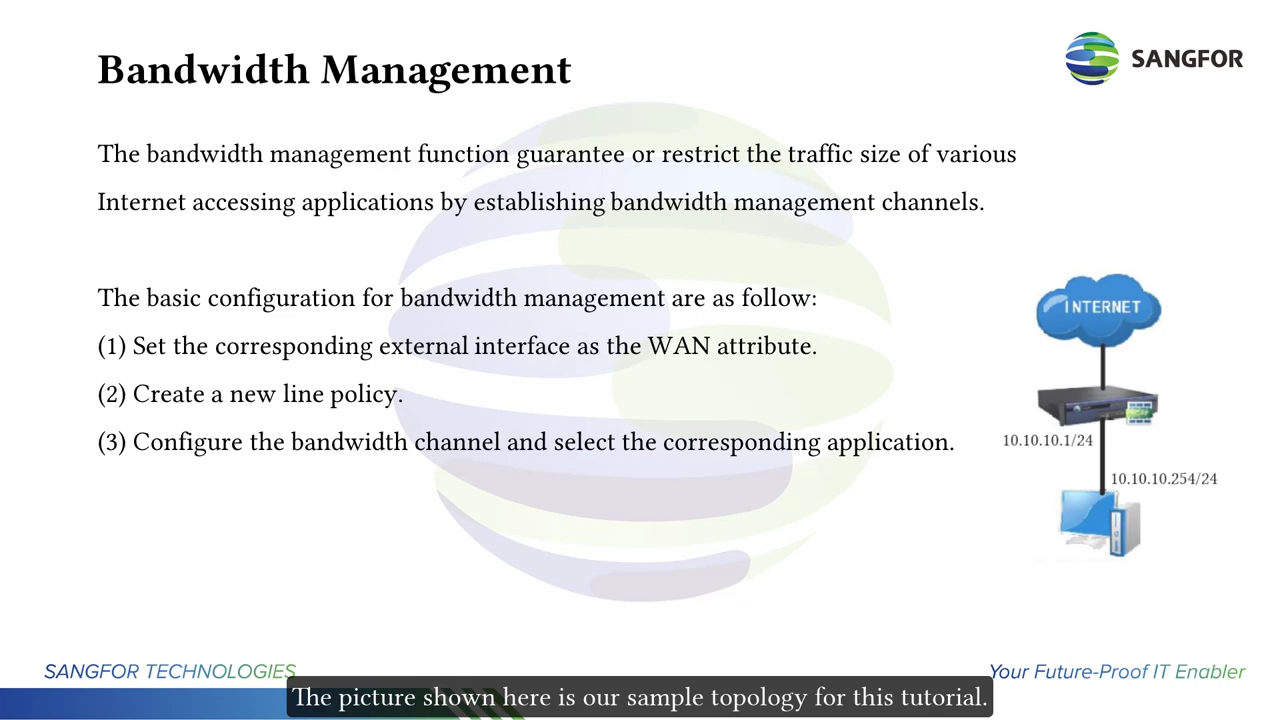 Bandwidth Management
SANGFOR
The bandwidth management function guarantee or restrict the traffic size of various
Internet accessing applications by establishing bandwidth management channels.
The basic configuration for bandwidth management are as follow:
(1) Set the corresponding external interface as the WAN attribute.
(2) Create a new line policy.
(3) Configure the bandwidth channel and select the corresponding application.
INTERNET
10.10.10.1/24
10.10.10.254/24
SANGFOR TECHNOLOGIES
Your Future-Proof IT Enabler
The picture shown here is our sample topology for this tutorial.